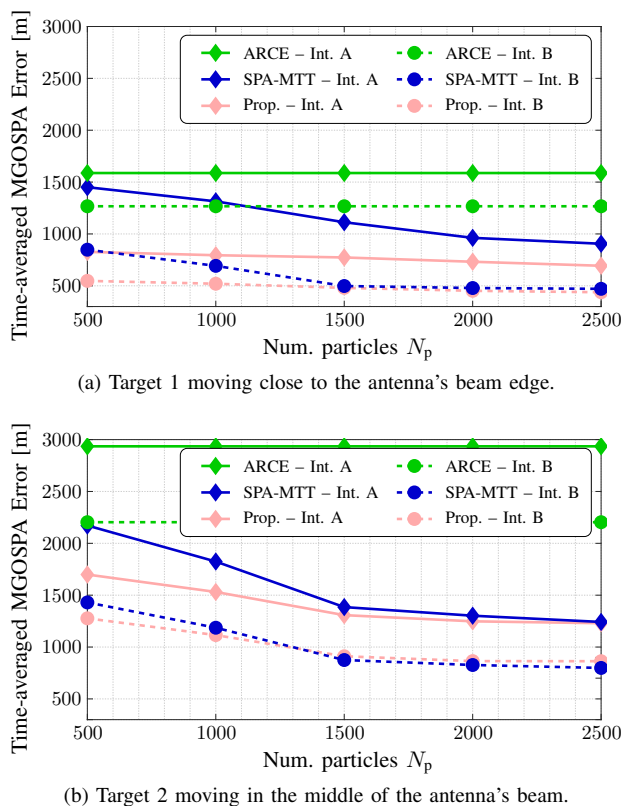 3000
2500
2000
1500
1000
500
Time-averaged MGOSPA Error [m]
ARCE – Int. A
ARCE – Int. B
SPA-MTT – Int. A
SPA-MTT – Int. B
Prop. – Int. A
Prop. – Int. B
500 1000 1500 2000 2500
Num. particles Nₚ
(a) Target 1 moving close to the antenna's beam edge.
3000
2500
2000
1500
1000
500
Time-averaged MGOSPA Error [m]
ARCE – Int. A
ARCE – Int. B
SPA-MTT – Int. A
SPA-MTT – Int. B
Prop. – Int. A
Prop. – Int. B
500 1000 1500 2000 2500
Num. particles Nₚ
(b) Target 2 moving in the middle of the antenna's beam.